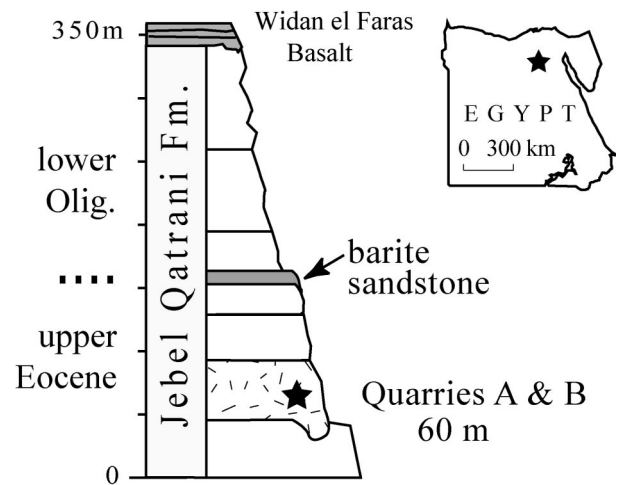 350m
Widan el Faras
Basalt
EGYPT
0 300 km
Jebel Qatrani Fm.
lower
Olig.
barite
sandstone
upper
Eocene
Quarries A & B
60 m
0